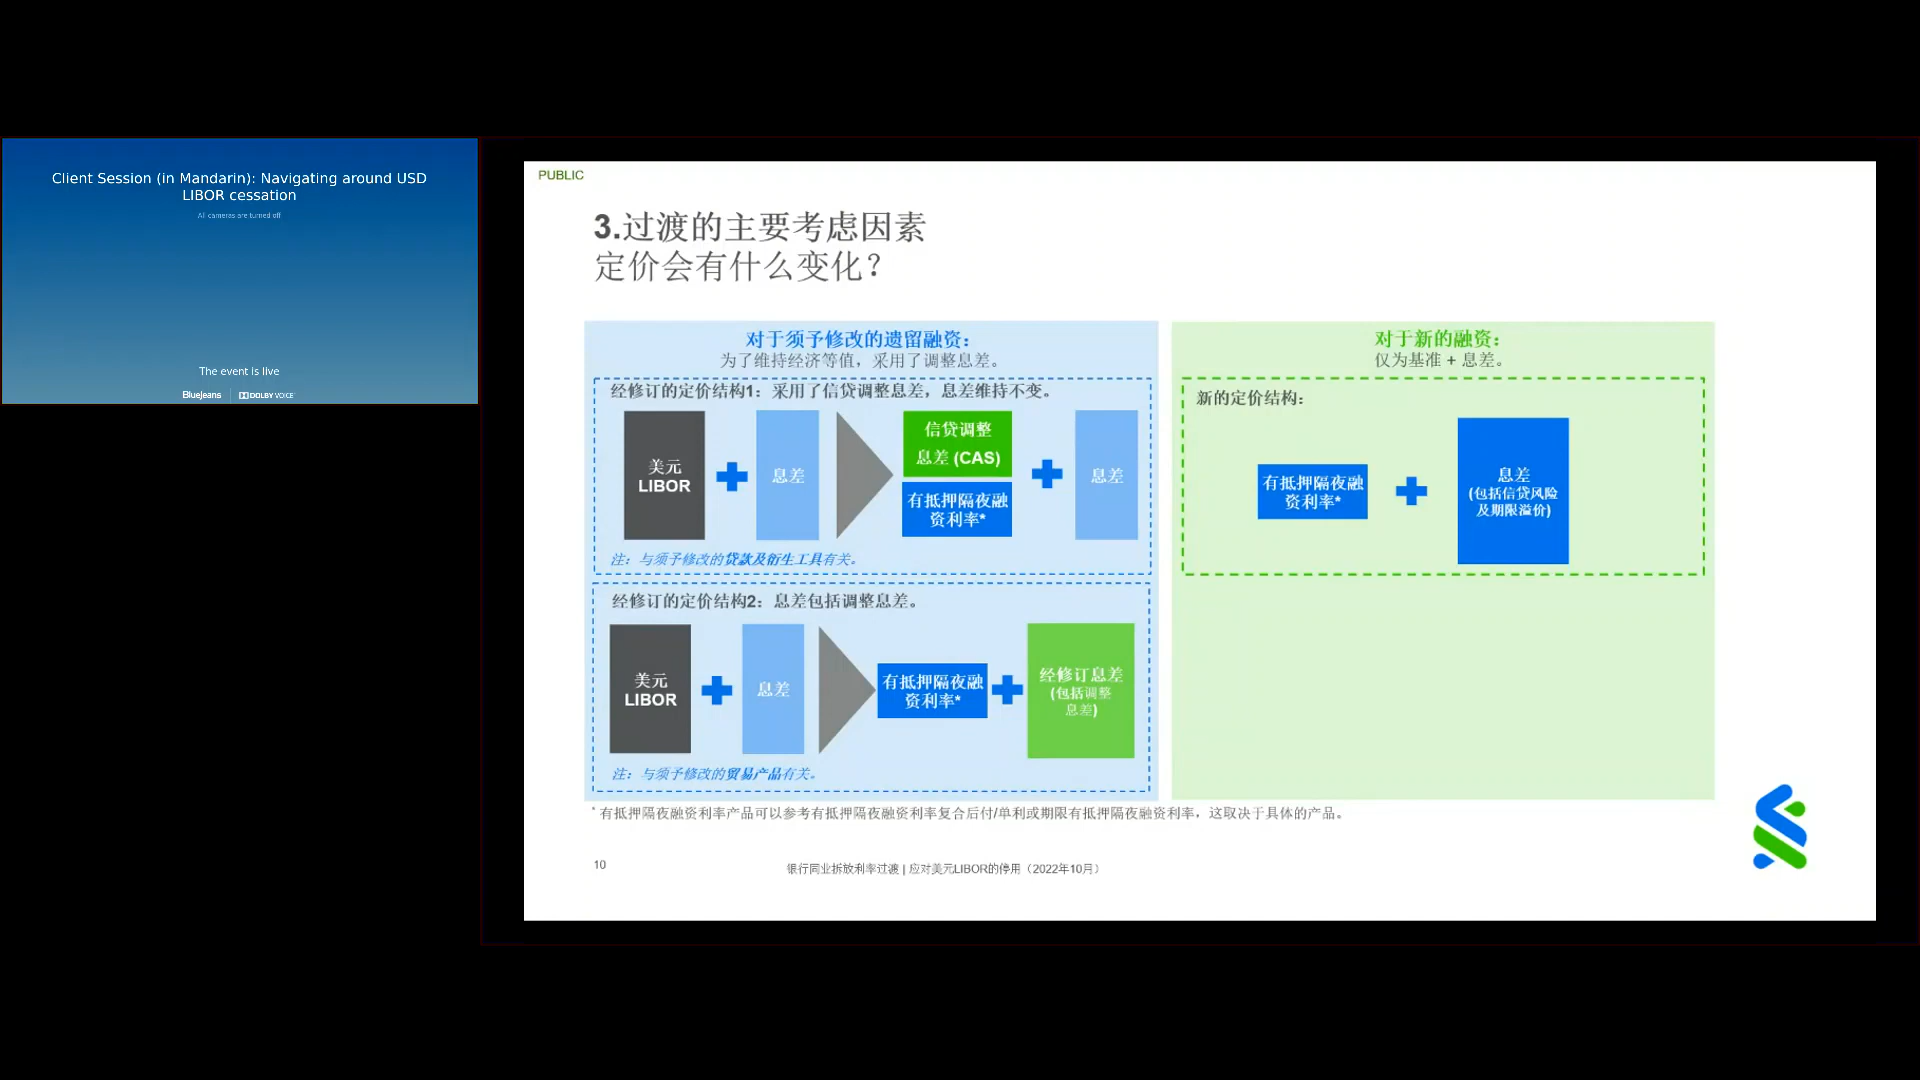 Client Session (in Mandarin): Navigating around USD
LIBOR cessation
All cameras are turned off
The event is live
BlueJeans
DOLBY VOICE
PUBLIC
3.过渡的主要考虑因素
定价会有什么变化？
对于须予修改的遗留融资：
为了维持经济等值，采用了调整息差。
经修订的定价结构1：采用了信贷调整息差，息差维持不变。
美元
LIBOR
息差
信贷调整
息差 (CAS)
有抵押隔夜融
资利率*
息差
注：与须予修改的贷款及衍生工具有关。
经修订的定价结构2：息差包括调整息差。
美元
LIBOR
息差
有抵押隔夜融
资利率*
经修订息差
(包括调整
息差)
注：与须予修改的贸易产品有关。
对于新的融资：
仅为基准 + 息差。
新的定价结构：
有抵押隔夜融
资利率*
息差
(包括信贷风险
及期限溢价)
* 有抵押隔夜融资利率产品可以参考有抵押隔夜融资利率复合后付/单利或期限有抵押隔夜融资利率，这取决于具体的产品。
10
银行同业拆放利率过渡 | 应对美元LIBOR的停用（2022年10月）